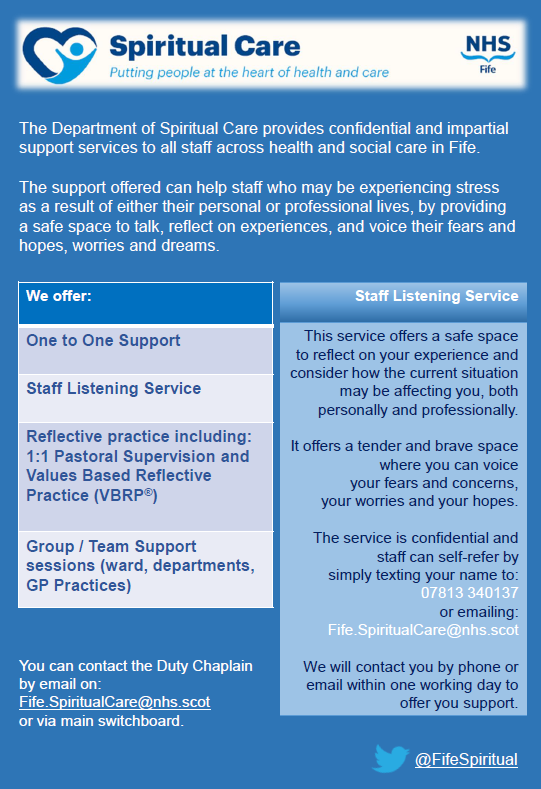 Spiritual Care
Putting people at the heart of health and care
NHS
Fife
The Department of Spiritual Care provides confidential and impartial
support services to all staff across health and social care in Fife.
The support offered can help staff who may be experiencing stress
as a result of either their personal or professional lives, by providing
a safe space to talk, reflect on experiences, and voice their fears and
hopes, worries and dreams.
We offer:
One to One Support
Staff Listening Service
Reflective practice including:
1:1 Pastoral Supervision and
Values Based Reflective
Practice (VBRP®)
Group / Team Support
sessions (ward, departments,
GP Practices)
You can contact the Duty Chaplain
by email on:
Fife.SpiritualCare@nhs.scot
or via main switchboard.
Staff Listening Service
This service offers a safe space
to reflect on your experience and
consider how the current situation
may be affecting you, both
personally and professionally.
It offers a tender and brave space
where you can voice
your fears and concerns,
your worries and your hopes.
The service is confidential and
staff can self-refer by
simply texting your name to:
07813 340137
or emailing:
Fife.SpiritualCare@nhs.scot
We will contact you by phone or
email within one working day to
offer you support.
@FifeSpiritual